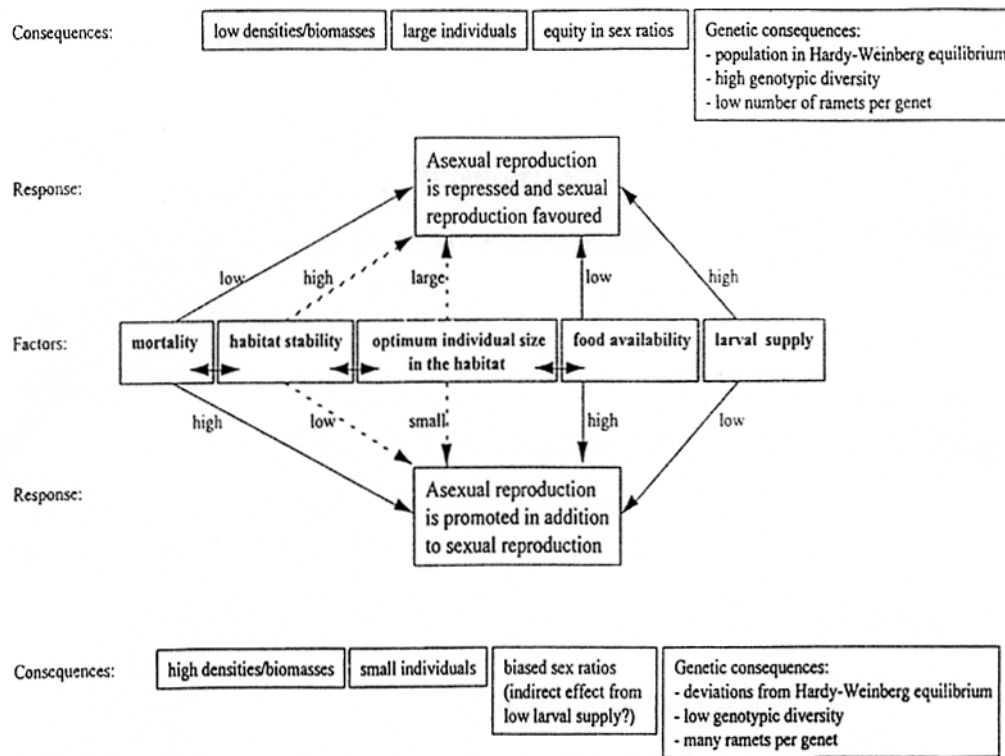 Consequences:
low densities/biomasses
large individuals
equity in sex ratios
Genetic consequences:
- population in Hardy-Weinberg equilibrium
- high genotypic diversity
- low number of ramets per genet
Response:
Asexual reproduction
is repressed and sexual
reproduction favoured
low
high
large
low
high
Factors:
mortality
habitat stability
optimum individual size
in the habitat
food availability
larval supply
high
low
small
high
low
Response:
Asexual reproduction
is promoted in addition
to sexual reproduction
Consequences:
high densities/biomasses
small individuals
biased sex ratios
(indirect effect from
low larval supply?)
Genetic consequences:
- deviations from Hardy-Weinberg equilibrium
- low genotypic diversity
- many ramets per genet